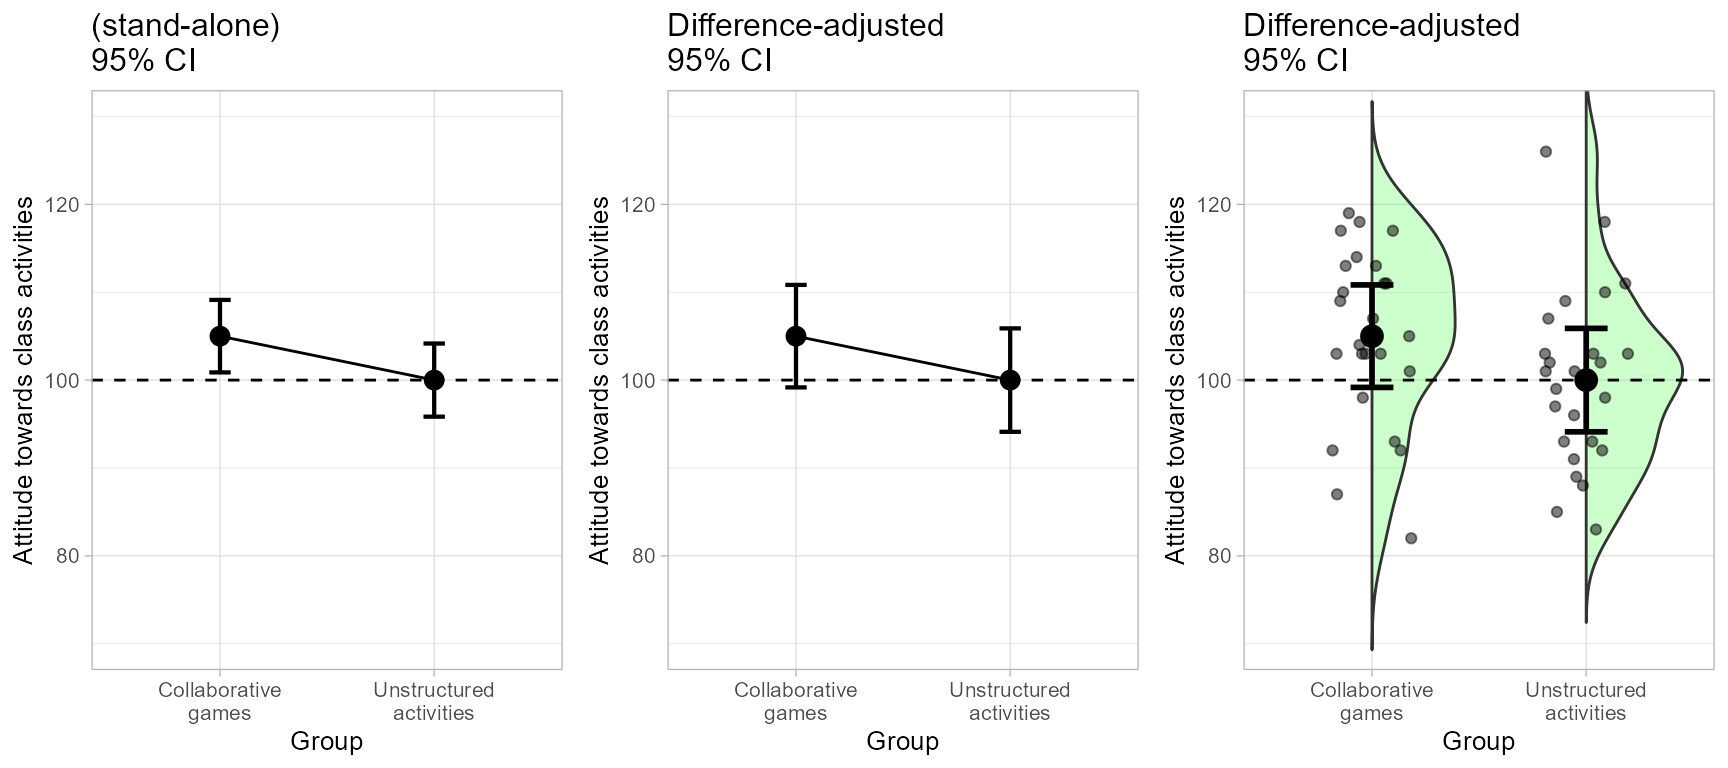 (stand-alone)
95% CI
Attitude towards class activities
120
100
80
Collaborative
games
Unstructured
activities
Group
Difference-adjusted
95% CI
Attitude towards class activities
120
100
80
Collaborative
games
Unstructured
activities
Group
Difference-adjusted
95% CI
Attitude towards class activities
120
100
80
Collaborative
games
Unstructured
activities
Group